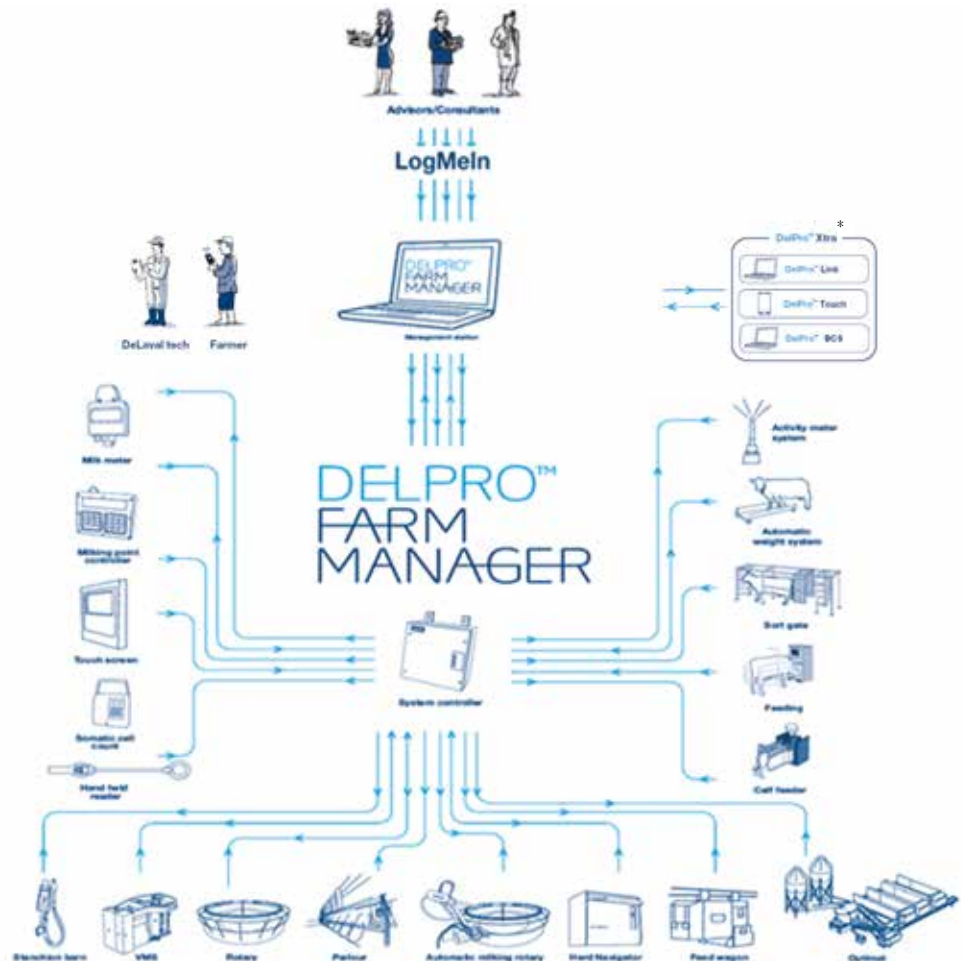 Advisors/Consultants
LogMeIn
DELPRO™
FARM
MANAGER
Management station
DeLaval tech
Farmer
*
DelPro™ Xtra
DelPro™ Link
DelPro™ Touch
DelPro™ BCS
Milk meter
Milking point
controller
Touch screen
Somatic cell
count
Hand held
reader
DELPRO™
FARM
MANAGER
System controller
Activity meter
system
Automatic
weight system
Sort gate
Feeding
Calf feeder
Stanchion barn
VMS
Rotary
Parlour
Automatic milking rotary
Herd Navigator
Feed wagon
Optimat